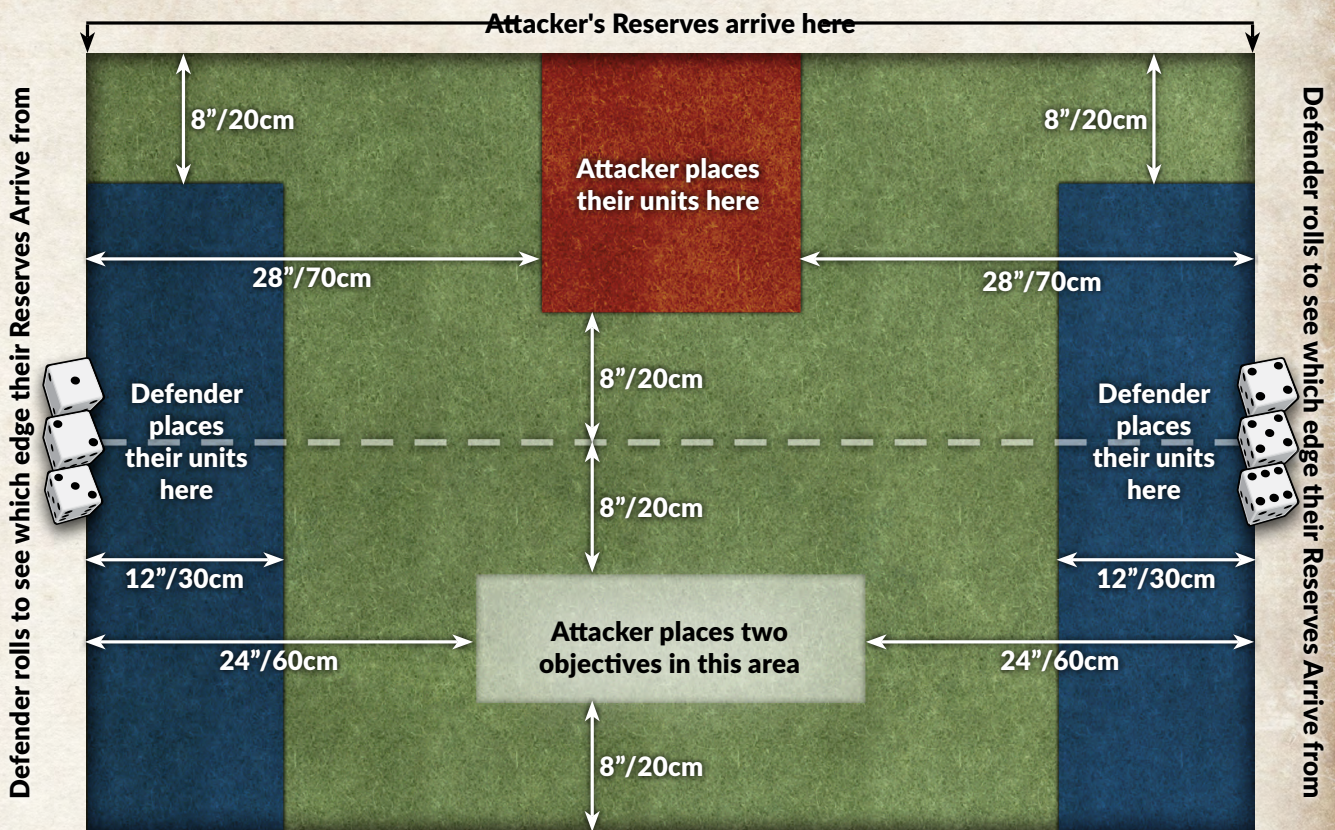 Attacker's Reserves arrive here
Defender rolls to see which edge their Reserves Arrive from
Defender rolls to see which edge their Reserves Arrive from
8”/20cm
8”/20cm
Attacker places
their units here
28”/70cm
28”/70cm
8”/20cm
Defender
places
their units
here
Defender
places
their units
here
8”/20cm
12”/30cm
12”/30cm
Attacker places two
objectives in this area
24”/60cm
24”/60cm
8”/20cm